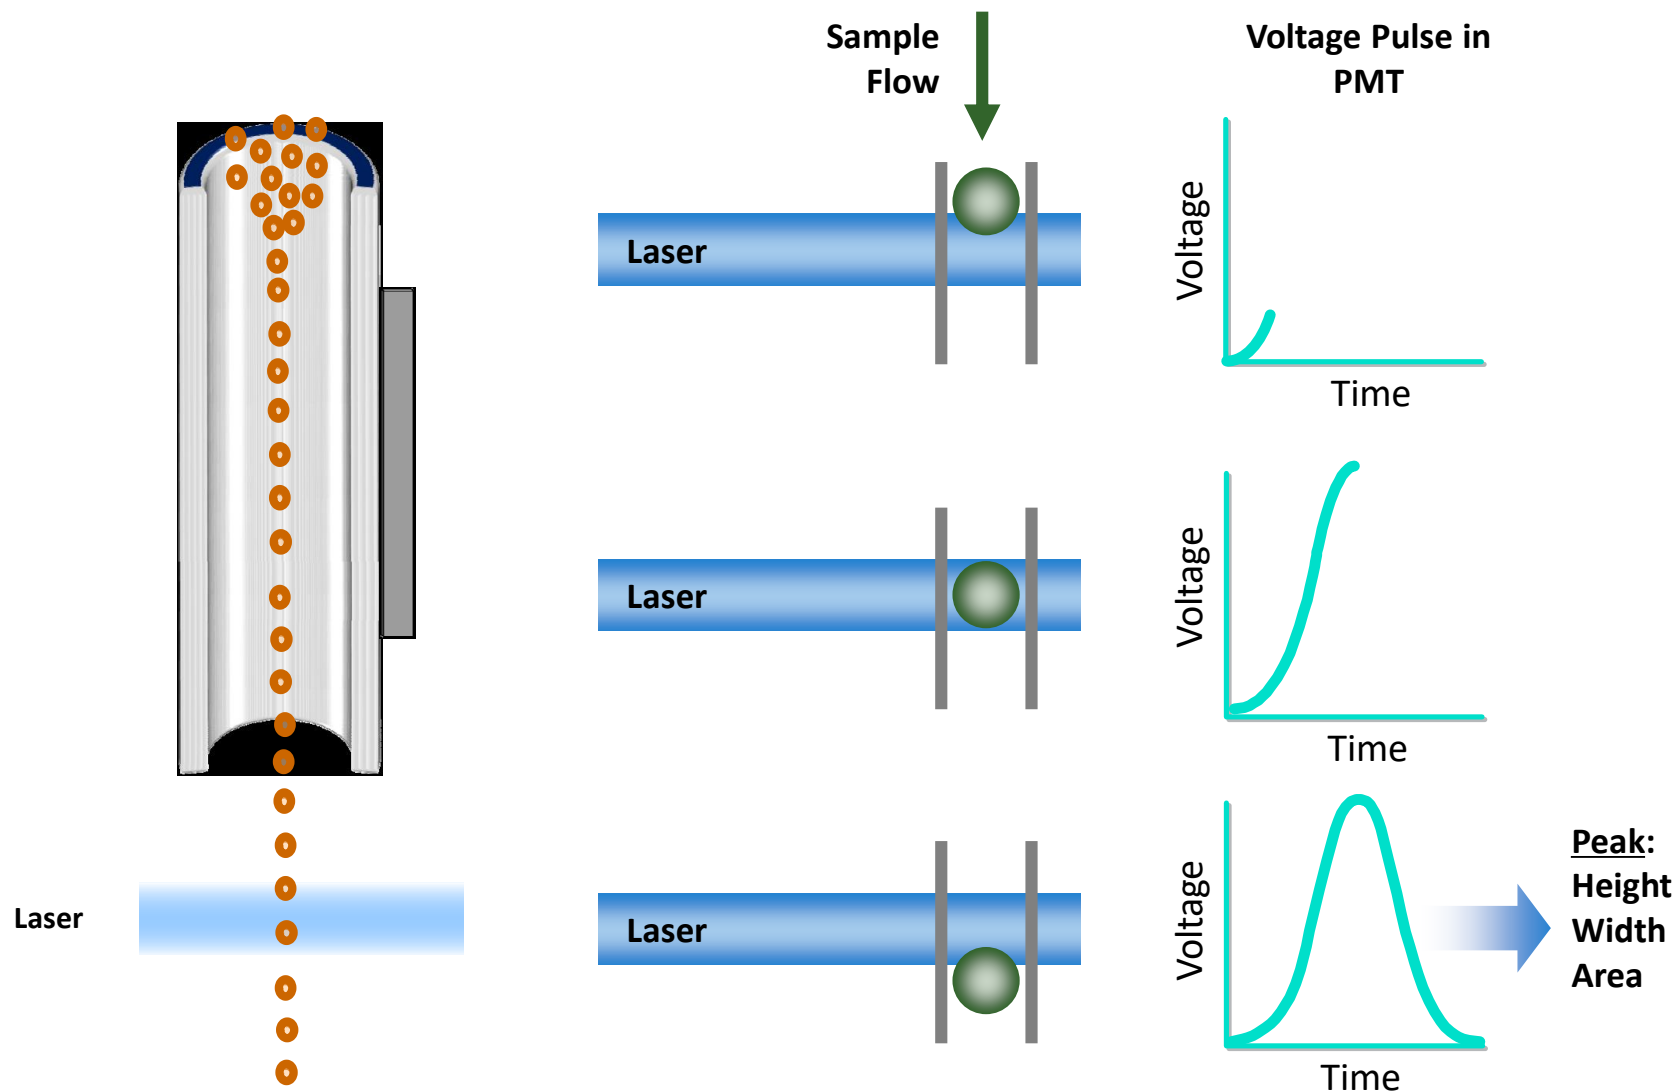 Sample
Flow
Voltage Pulse in
PMT
Laser
Voltage
Time
Laser
Voltage
Time
Laser
Laser
Voltage
Time
Peak:
Height
Width
Area